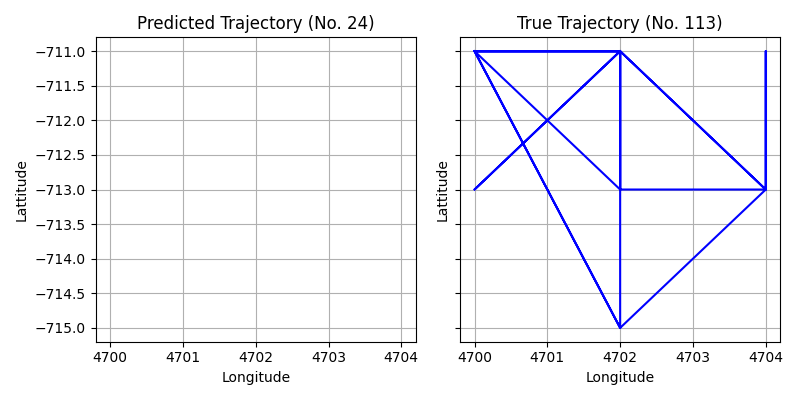 Predicted Trajectory (No. 24)
Lattitude
−711.0
−711.5
−712.0
−712.5
−713.0
−713.5
−714.0
−714.5
−715.0
4700 4701 4702 4703 4704
Longitude
True Trajectory (No. 113)
Lattitude
4700 4701 4702 4703 4704
Longitude